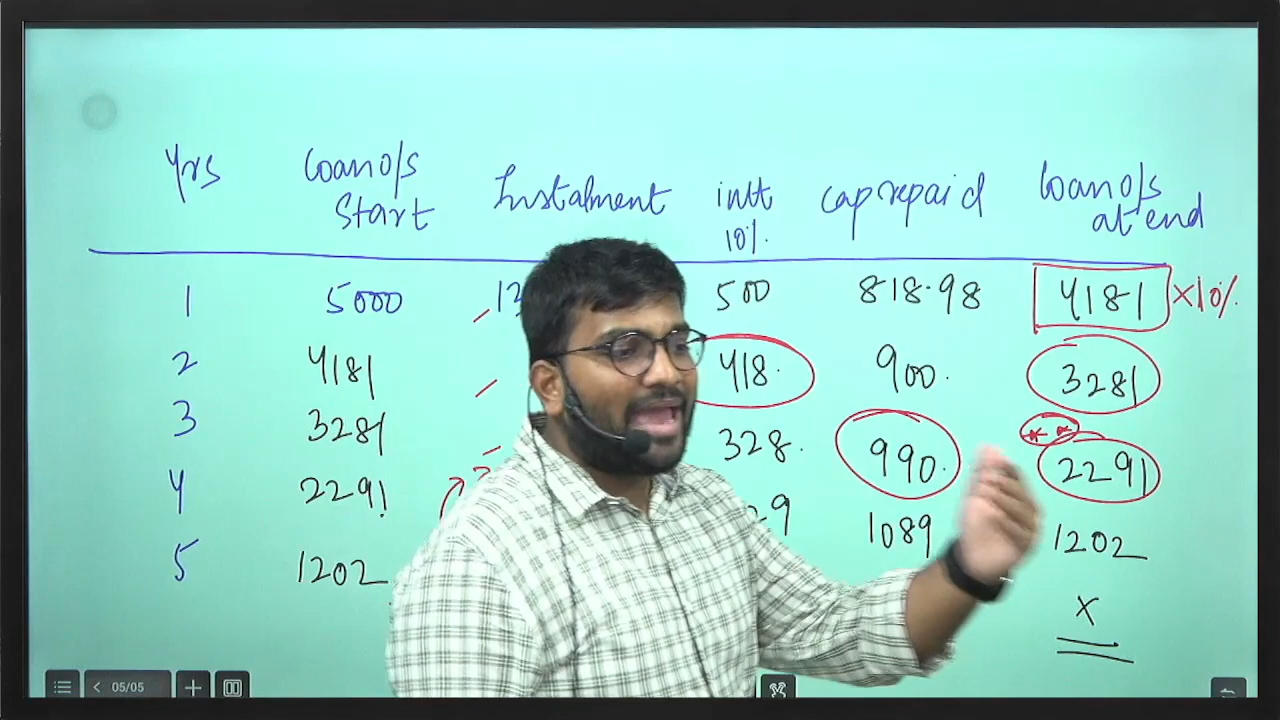 Yrs Loan o/s Start Instalment intt 10%. cap repaid Loan o/s at end
1 5000 500 818.98 4181 ×10%.
2 4181 418. 900. 3281
3 3281 328. 990. 2291
4 2291 1089 1202
5 1202 ×
05/05